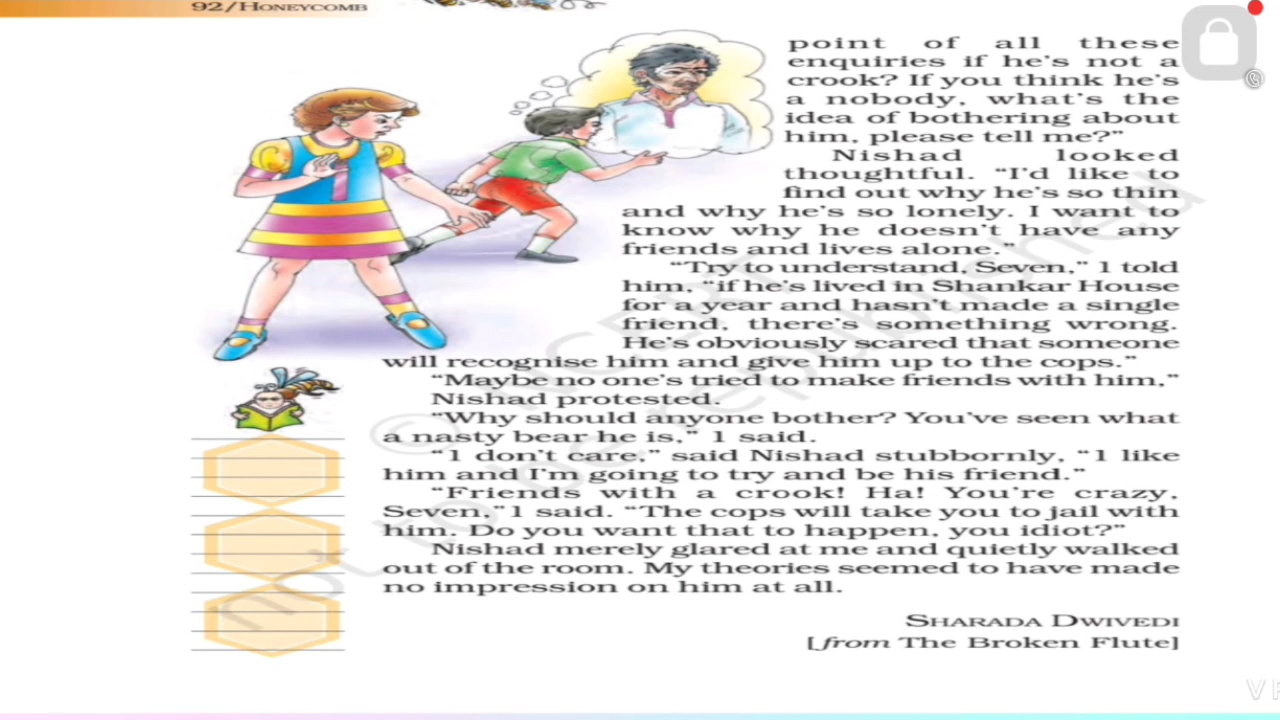 92/HONEYCOMB
point of all these
enquiries if he's not a
crook? If you think he's
a nobody, what's the
idea of bothering about
him, please tell me?"
Nishad looked
thoughtful. "I'd like to
find out why he's so thin
and why he's so lonely. I want to
know why he doesn't have any
friends and lives alone."
"Try to understand, Seven," I told
him, "if he's lived in Shankar House
for a year and hasn't made a single
friend, there's something wrong.
He's obviously scared that someone
will recognise him and give him up to the cops."
"Maybe no one's tried to make friends with him,"
Nishad protested.
"Why should anyone bother? You've seen what
a nasty bear he is," I said.
"I don't care," said Nishad stubbornly, "I like
him and I'm going to try and be his friend."
"Friends with a crook! Ha! You're crazy,
Seven," I said. "The cops will take you to jail with
him. Do you want that to happen, you idiot?"
Nishad merely glared at me and quietly walked
out of the room. My theories seemed to have made
no impression on him at all.
SHARADA DWIVEDI
[from The Broken Flute]
© NCERT
not to be republished